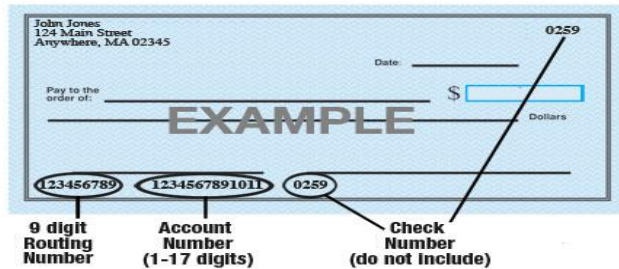 John Jones
124 Main Street
Anywhere, MA 02345
0259
Date:
Pay to the
order of:
$
EXAMPLE
Dollars
123456789 1234567891011 0259
9 digit
Routing
Number
Account
Number
(1-17 digits)
Check
Number
(do not include)